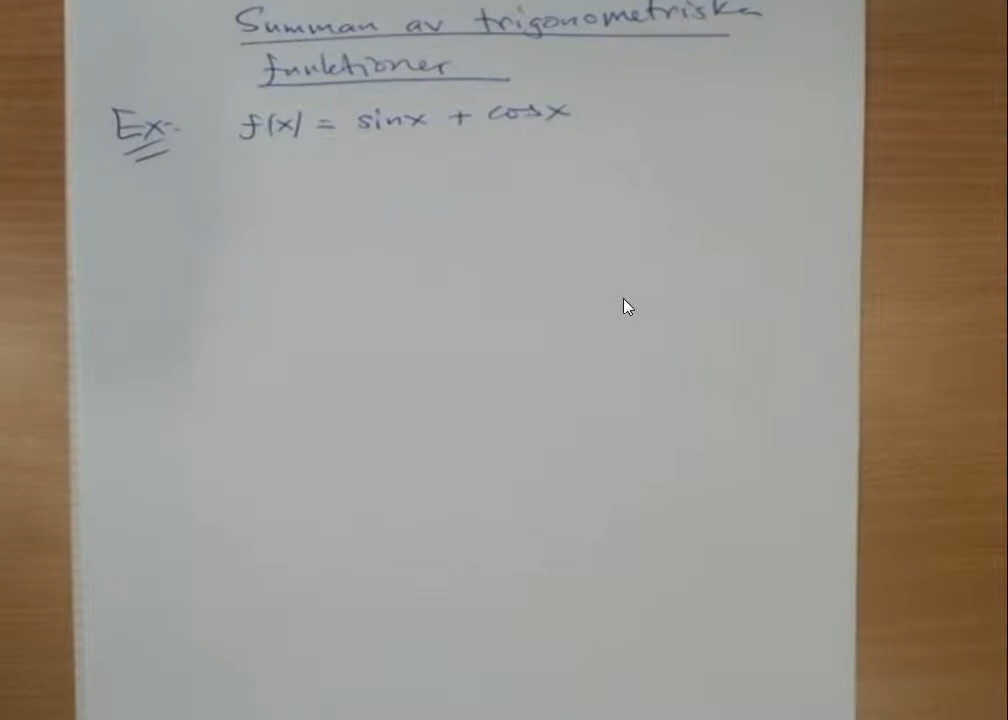 Summan av trigonometriska
funktioner
Ex: f(x) = sinx + cosx